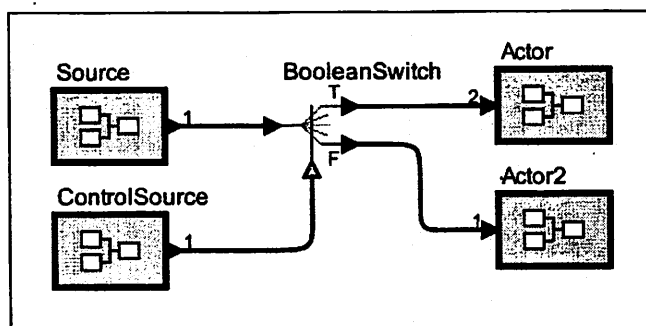 Actor
Source
BooleanSwitch
T
1
2
F
ControlSource
Actor2
1
1